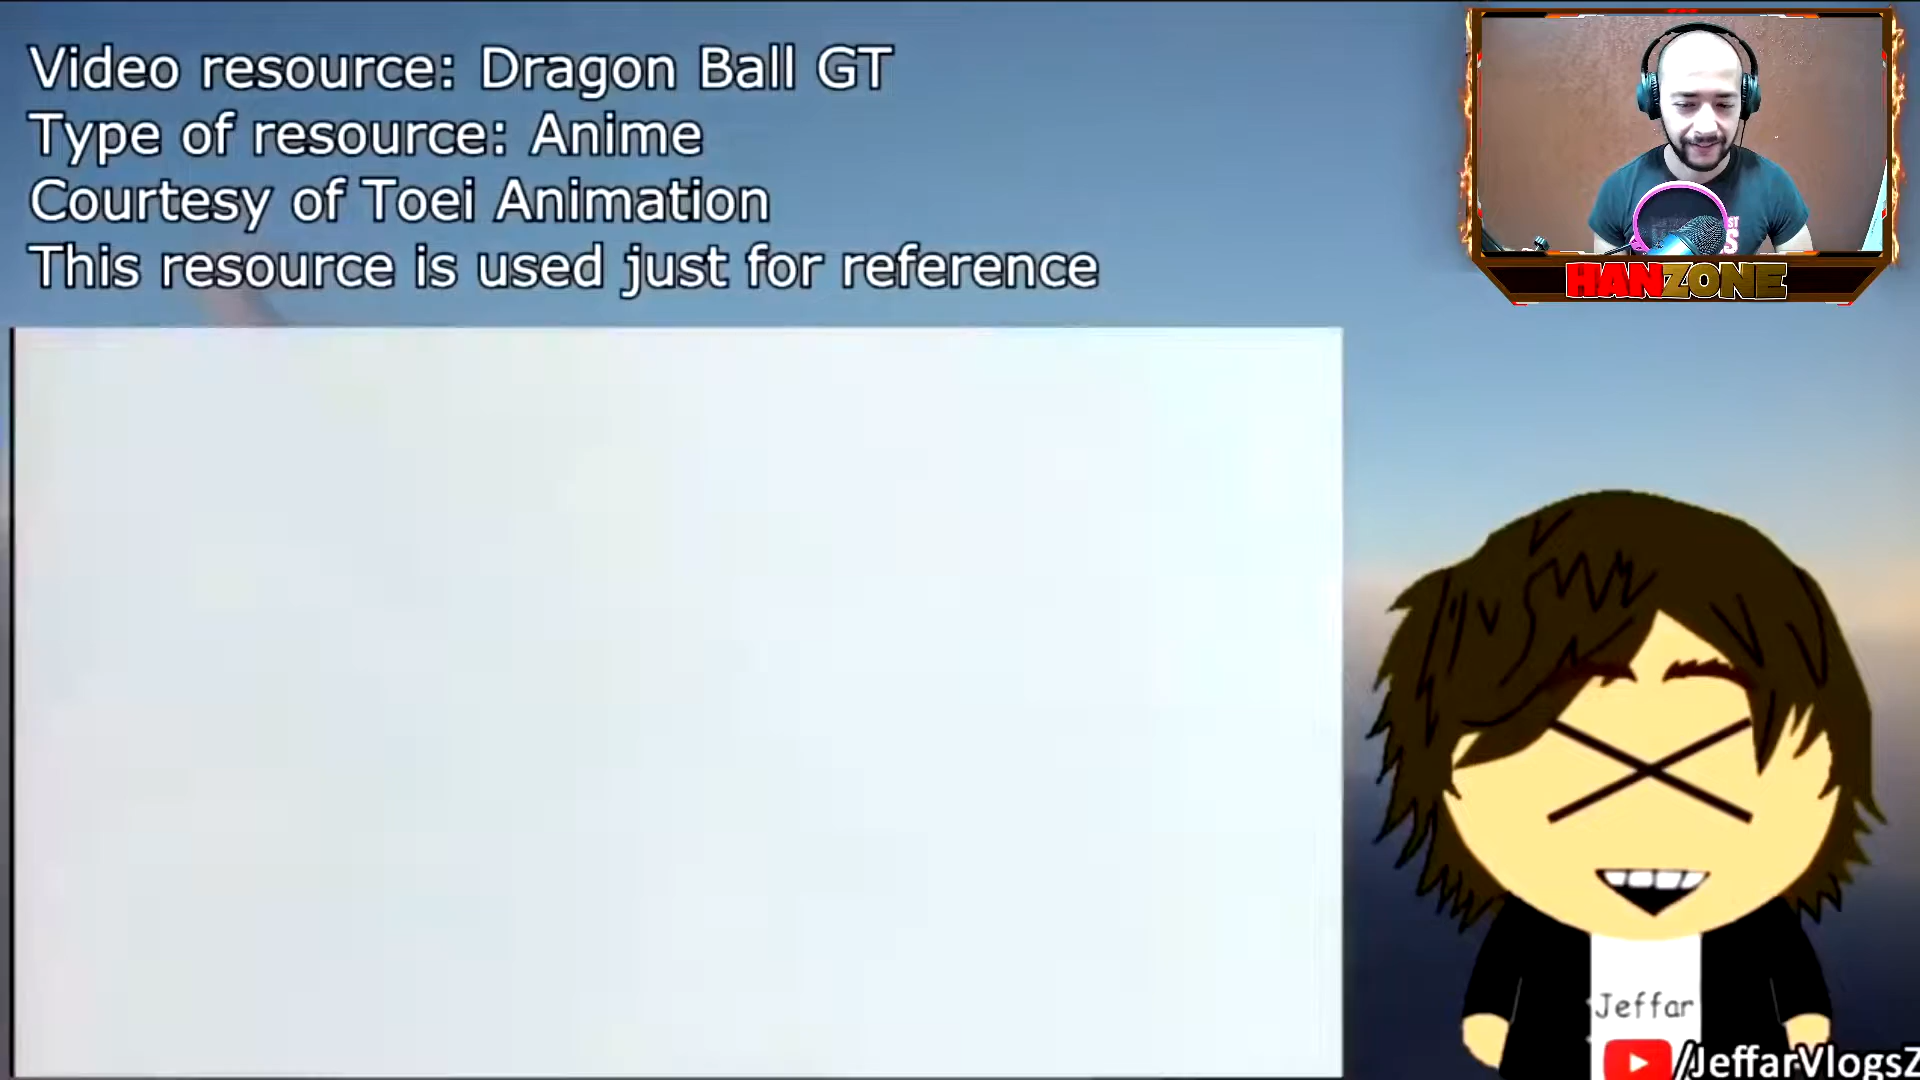 Video resource: Dragon Ball GT
Type of resource: Anime
Courtesy of Toei Animation
This resource is used just for reference
HANZONE
Jeffar
/JeffarVlogsZ